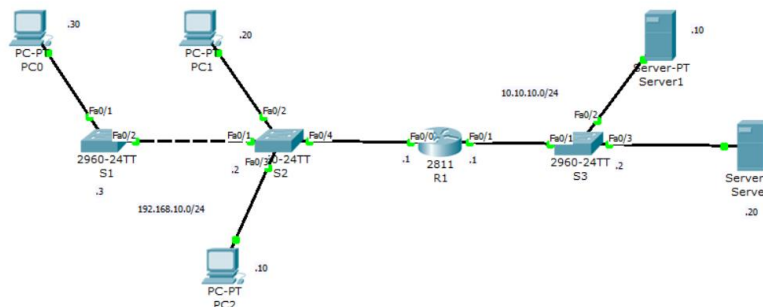 .30
PC-PT
PC0
Fa0/1
Fa0/2
2960-24TT
S1
.3
.20
PC-PT
PC1
Fa0/2
Fa0/1
Fa0/4
Fa0/3
0-24TT
S2
.2
192.168.10.0/24
.10
PC-PT
PC2
Fa0/0
Fa0/1
.1
.1
2811
R1
10.10.10.0/24
Fa0/2
Fa0/1
Fa0/3
2960-24TT
S3
.2
.10
Server-PT
Server1
Server-
Server
.20